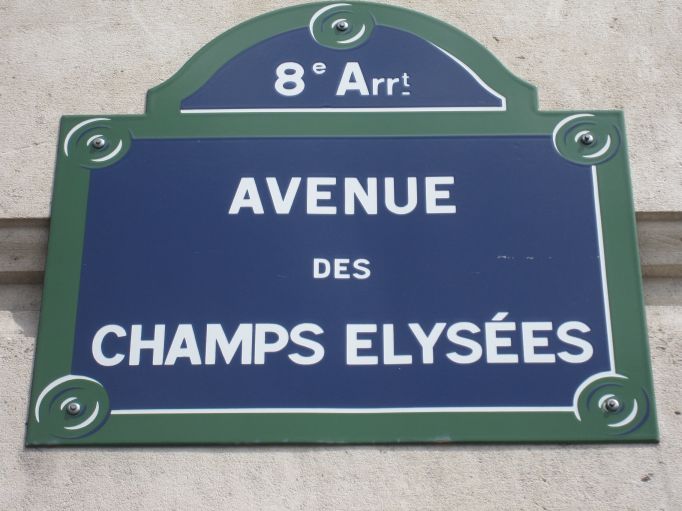 8e Arrt
AVENUE
DES
CHAMPS ELYSÉES